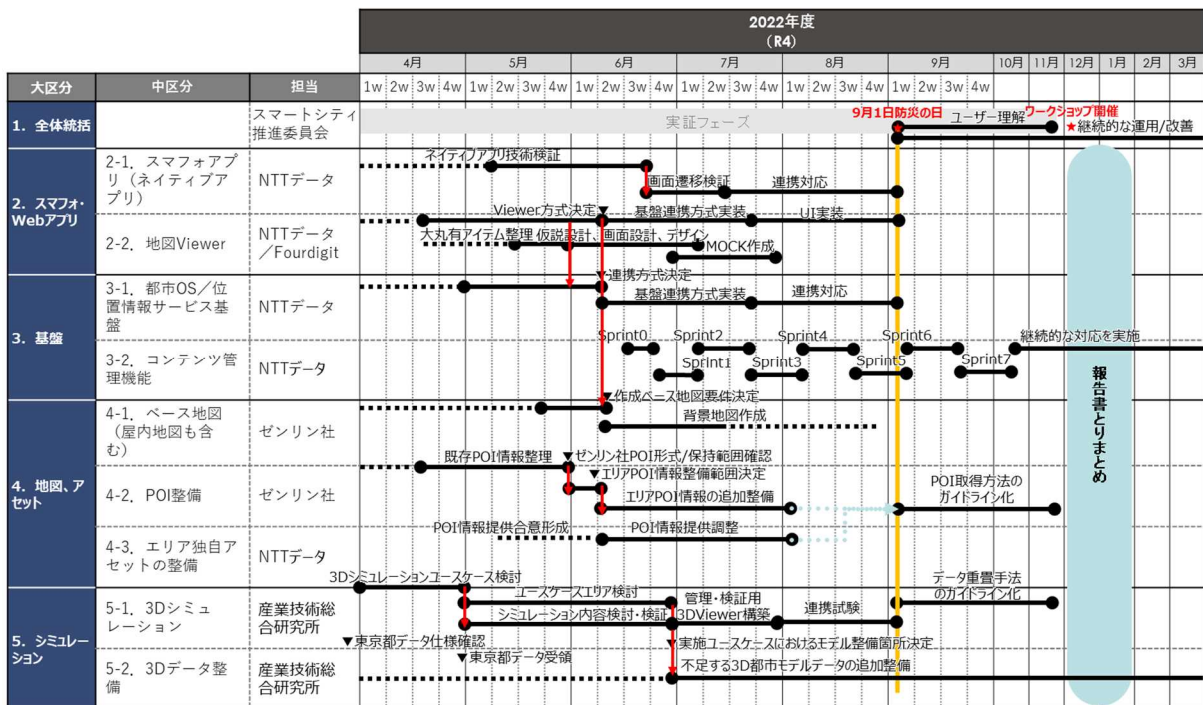 2022年度
（R4）
4月 5月 6月 7月 8月 9月 10月 11月 12月 1月 2月 3月
大区分 中区分 担当 1w 2w 3w 4w 1w 2w 3w 4w 1w 2w 3w 4w 1w 2w 3w 4w 1w 2w 3w 4w 1w 2w 3w 4w
1. 全体統括
スマートシティ
推進委員会
実証フェーズ
9月1日防災の日
ユーザー理解
ワークショップ開催
★継続的な運用/改善
2. スマフォ・
Webアプリ
2-1. スマフォアプ
リ（ネイティブア
プリ）
NTTデータ
ネイティブアプリ技術検証
画面遷移検証
連携対応
2-2. 地図Viewer
NTTデータ
／Fourdigit
Viewer方式決定▼
基盤連携方式実装
UI実装
大丸有アイテム整理 仮説設計、画面設計、デザイン
MOCK作成
3. 基盤
3-1. 都市OS／位
置情報サービス基
盤
NTTデータ
▼連携方式決定
基盤連携方式実装
連携対応
3-2. コンテンツ管
理機能
NTTデータ
Sprint0
Sprint2
Sprint4
Sprint6
継続的な対応を実施
Sprint1
Sprint3
Sprint5
Sprint7
4. 地図、ア
セット
4-1. ベース地図
（屋内地図も含
む）
ゼンリン社
▼作成ベース地図要件決定
背景地図作成
4-2. POI整備
ゼンリン社
既存POI情報整理
▼ゼンリン社POI形式/保持範囲確認
▼エリアPOI情報整備範囲決定
エリアPOI情報の追加整備
POI取得方法の
ガイドライン化
4-3. エリア独自ア
セットの整備
NTTデータ
POI情報提供合意形成
POI情報提供調整
5. シミュレー
ション
5-1. 3Dシミュ
レーション
産業技術総
合研究所
3Dシミュレーションユースケース検討
ユースケースエリア検討
シミュレーション内容検討・検証
管理・検証用
3DViewer構築
連携試験
データ重畳手法
のガイドライン化
▼東京都データ仕様確認
▼実施ユースケースにおけるモデル整備箇所決定
5-2. 3Dデータ整
備
産業技術総
合研究所
▼東京都データ受領
不足する3D都市モデルデータの追加整備
報告書とりまとめ